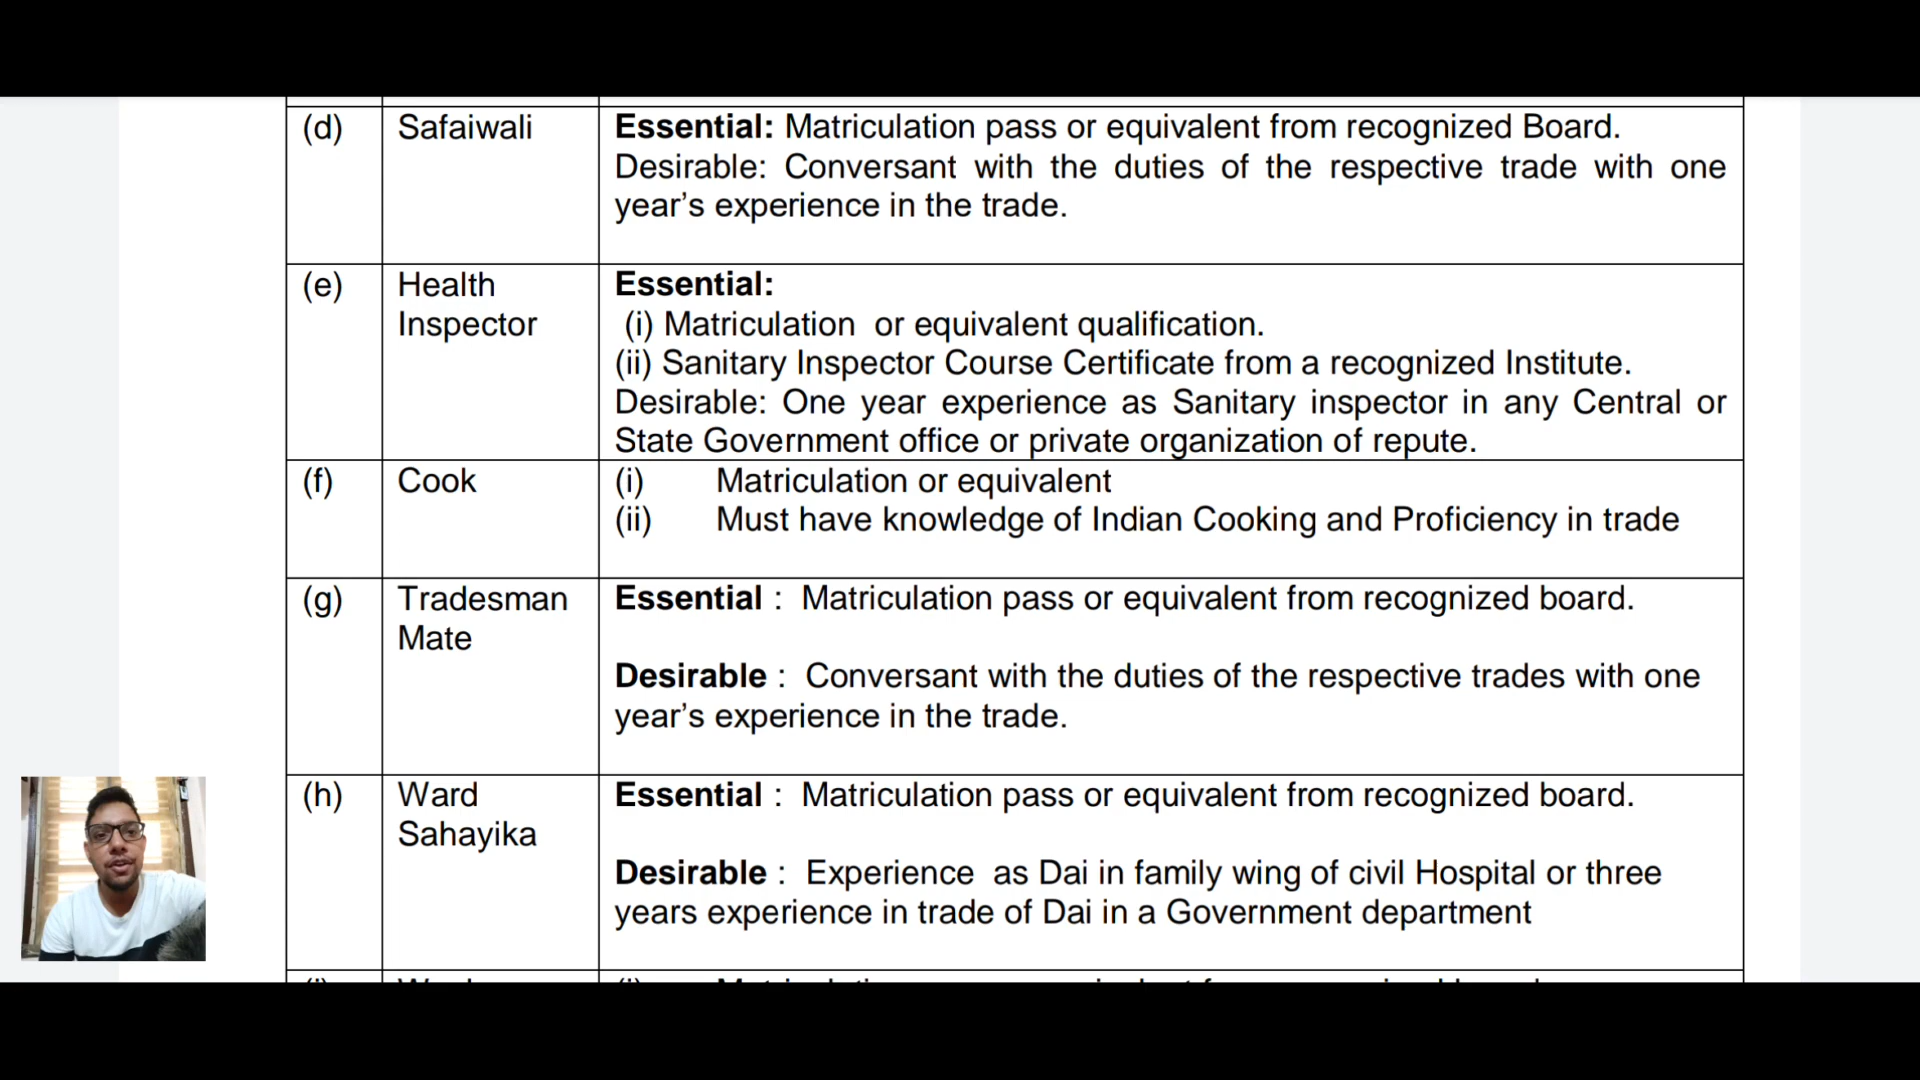 (d) Safaiwali Essential: Matriculation pass or equivalent from recognized Board.
Desirable: Conversant with the duties of the respective trade with one
year’s experience in the trade.
(e) Health Essential:
Inspector (i) Matriculation or equivalent qualification.
(ii) Sanitary Inspector Course Certificate from a recognized Institute.
Desirable: One year experience as Sanitary inspector in any Central or
State Government office or private organization of repute.
(f) Cook (i) Matriculation or equivalent
(ii) Must have knowledge of Indian Cooking and Proficiency in trade
(g) Tradesman Essential : Matriculation pass or equivalent from recognized board.
Mate
Desirable : Conversant with the duties of the respective trades with one
year’s experience in the trade.
(h) Ward Essential : Matriculation pass or equivalent from recognized board.
Sahayika
Desirable : Experience as Dai in family wing of civil Hospital or three
years experience in trade of Dai in a Government department